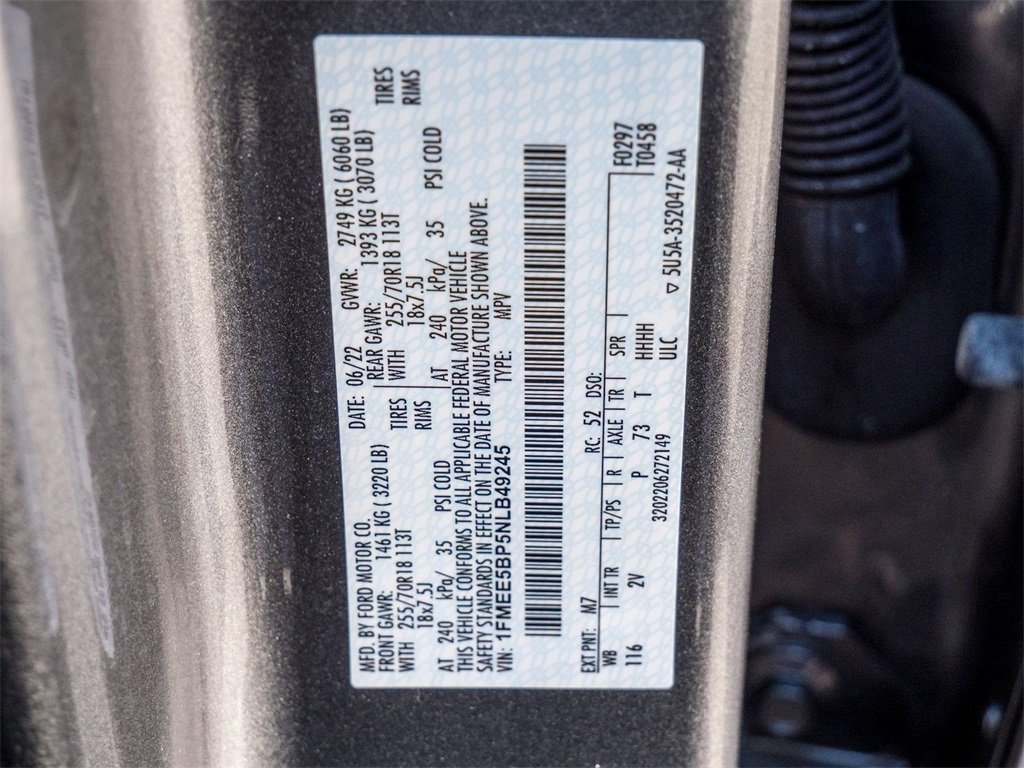 MFD. BY FORD MOTOR CO. DATE: 06/22 GVWR: 2749 KG ( 6060 LB)
FRONT GAWR: 1461 KG ( 3220 LB) REAR GAWR: 1393 KG ( 3070 LB)
WITH 255/70R18 113T TIRES WITH 255/70R18 113T TIRES
18x7.5J RIMS 18x7.5J RIMS
AT 240 kPa/ 35 PSI COLD AT 240 kPa/ 35 PSI COLD
THIS VEHICLE CONFORMS TO ALL APPLICABLE FEDERAL MOTOR VEHICLE
SAFETY STANDARDS IN EFFECT ON THE DATE OF MANUFACTURE SHOWN ABOVE.
VIN: 1FMEE5BP5NLB49245 TYPE: MPV
EXT PNT: M7 RC: 52 DSO: F0297
WB INT TR TP/PS R AXLE TR SPR T0458
116 2V P 73 T HHHH
ULC
3202206272149 ▽ 5U5A-3520472-AA